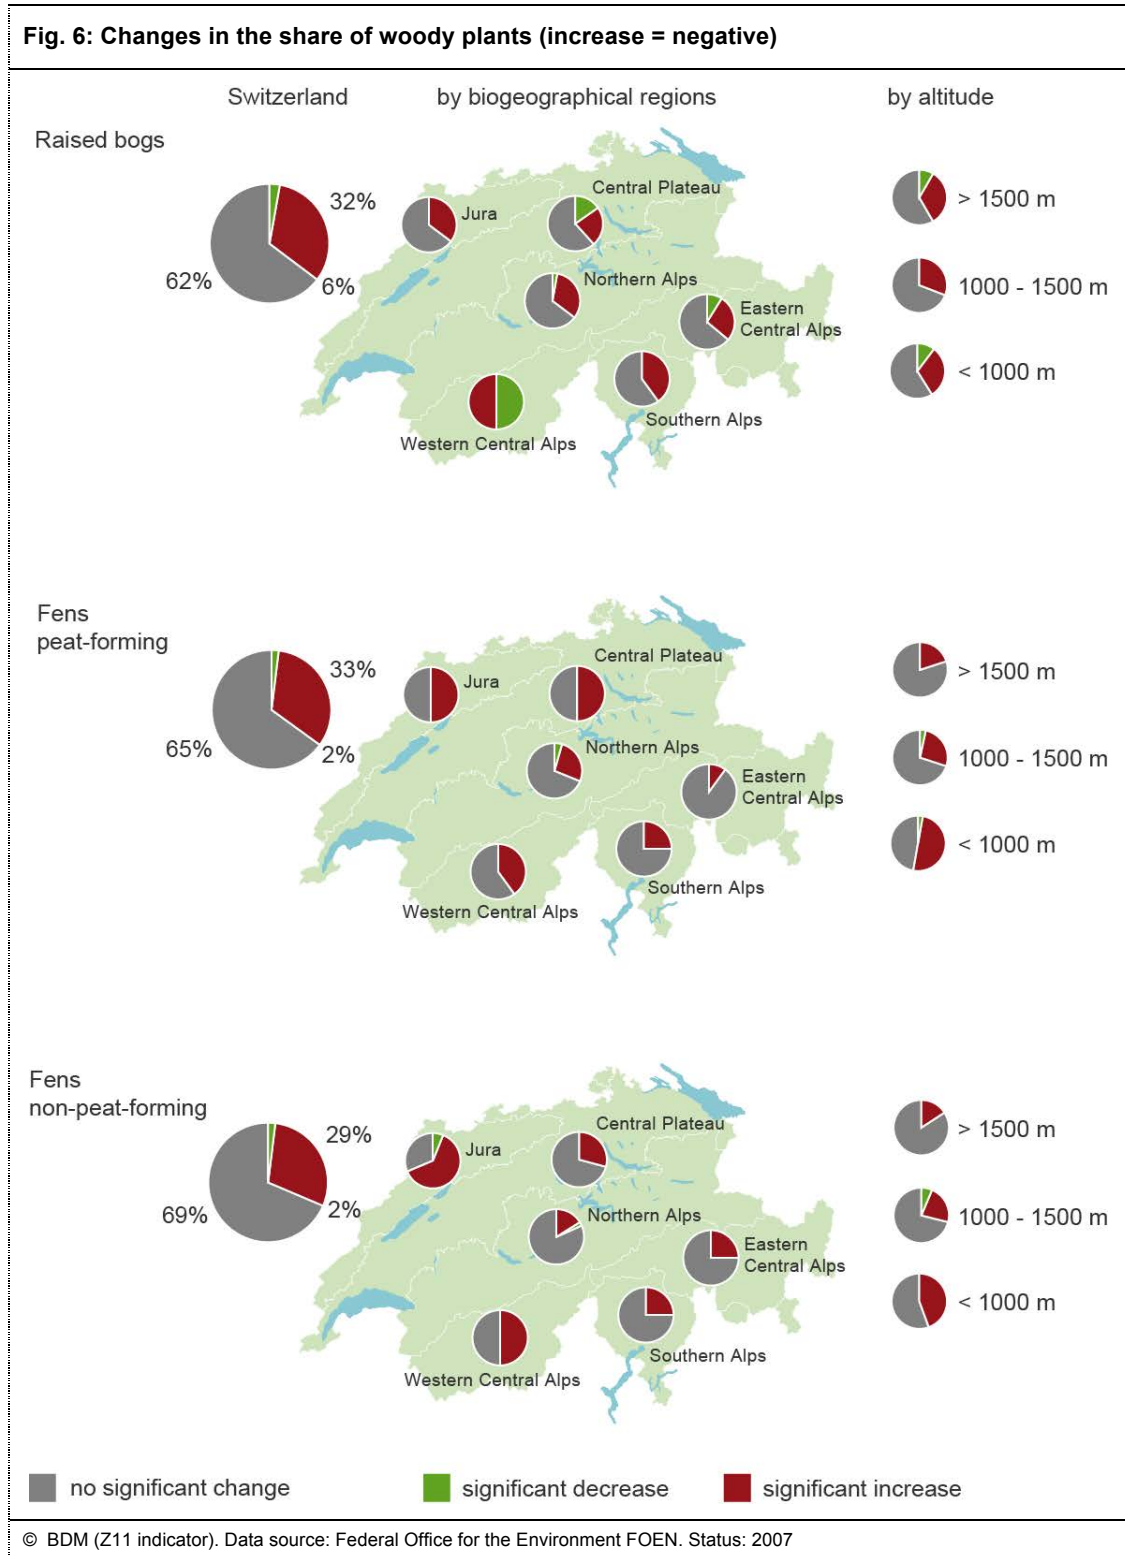 Fig. 6: Changes in the share of woody plants (increase = negative)
Switzerland
by biogeographical regions
by altitude
Raised bogs
32%
62%
6%
Jura
Central Plateau
Northern Alps
Eastern
Central Alps
Southern Alps
Western Central Alps
> 1500 m
1000 - 1500 m
< 1000 m
Fens
peat-forming
33%
65%
2%
Jura
Central Plateau
Northern Alps
Eastern
Central Alps
Southern Alps
Western Central Alps
> 1500 m
1000 - 1500 m
< 1000 m
Fens
non-peat-forming
29%
69%
2%
Jura
Central Plateau
Northern Alps
Eastern
Central Alps
Southern Alps
Western Central Alps
> 1500 m
1000 - 1500 m
< 1000 m
no significant change
significant decrease
significant increase
© BDM (Z11 indicator). Data source: Federal Office for the Environment FOEN. Status: 2007